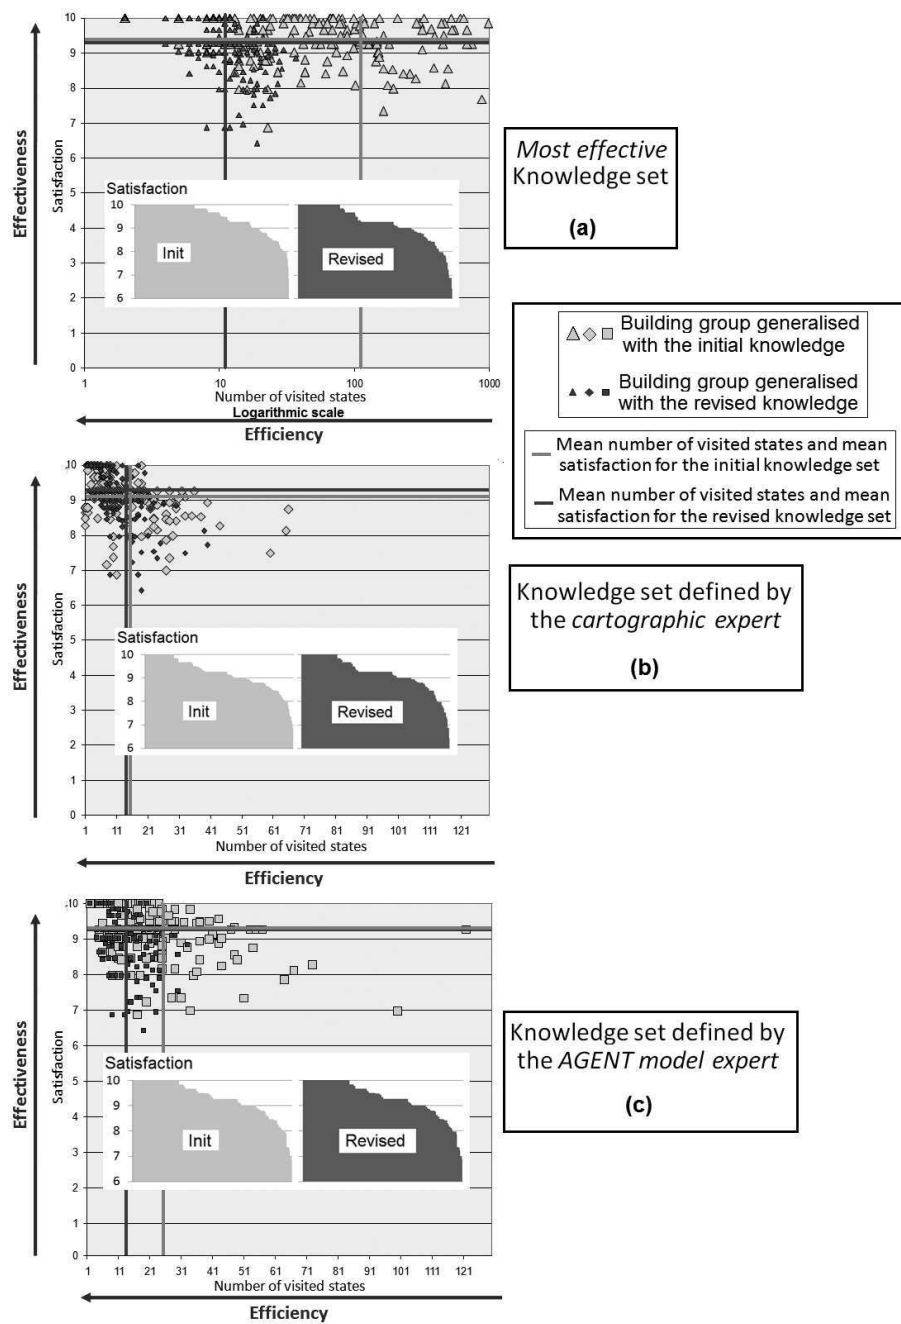 10
9
8
7
6
5
4
3
2
1
0
Effectiveness
Satisfaction
Satisfaction
10
9
8
7
6
Init
Revised
1
10
100
1000
Number of visited states
Logarithmic scale
Efficiency
Most effective
Knowledge set
(a)
Building group generalised
with the initial knowledge
Building group generalised
with the revised knowledge
Mean number of visited states and mean
satisfaction for the initial knowledge set
Mean number of visited states and mean
satisfaction for the revised knowledge set
10
9
8
7
6
5
4
3
2
1
0
Effectiveness
Satisfaction
Satisfaction
10
9
8
7
6
Init
Revised
1 11 21 31 41 51 61 71 81 91 101 111 121
Number of visited states
Efficiency
Knowledge set defined by
the cartographic expert
(b)
10
9
8
7
6
5
4
3
2
1
0
Effectiveness
Satisfaction
Satisfaction
10
9
8
7
6
Init
Revised
1 11 21 31 41 51 61 71 81 91 101 111 121
Number of visited states
Efficiency
Knowledge set defined by
the AGENT model expert
(c)